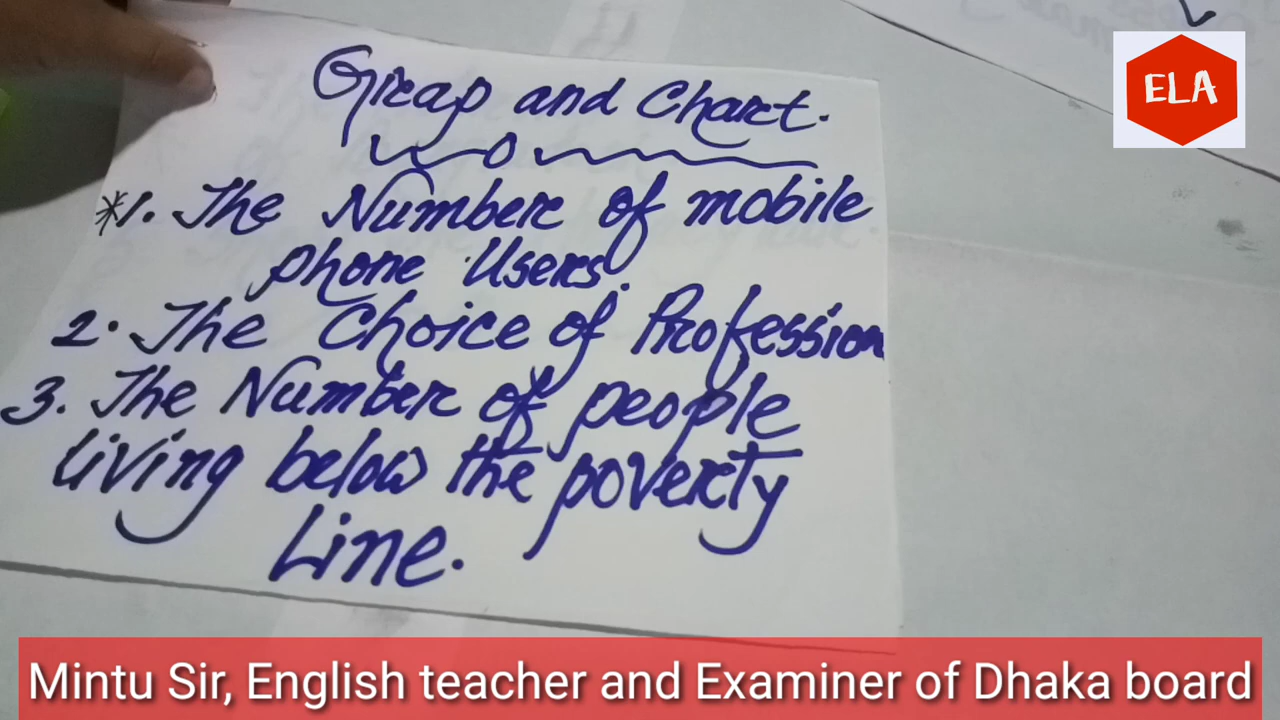 Grap and Chart.
*1. The Number of mobile
phone Users.
2. The Choice of Profession
3. The Number of people
living below the poverty
Line.
ELA
Mintu Sir, English teacher and Examiner of Dhaka board